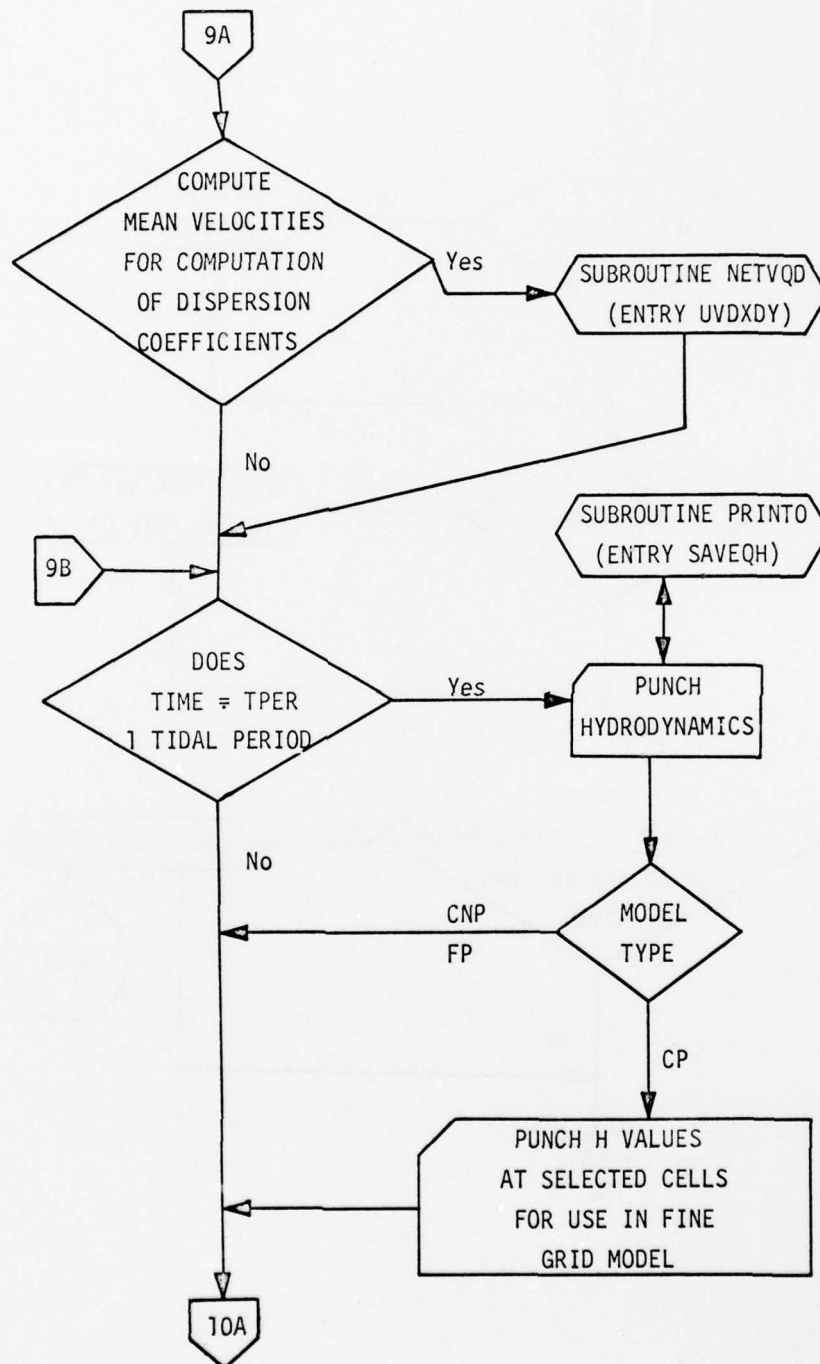 9A
COMPUTE
MEAN VELOCITIES
FOR COMPUTATION
OF DISPERSION
COEFFICIENTS
Yes
SUBROUTINE NETVQD
(ENTRY UVDXDY)
No
SUBROUTINE PRINTO
(ENTRY SAVEQH)
9B
DOES
TIME = TPER
1 TIDAL PERIOD
Yes
PUNCH
HYDRODYNAMICS
No
CNP
FP
MODEL
TYPE
CP
PUNCH H VALUES
AT SELECTED CELLS
FOR USE IN FINE
GRID MODEL
10A